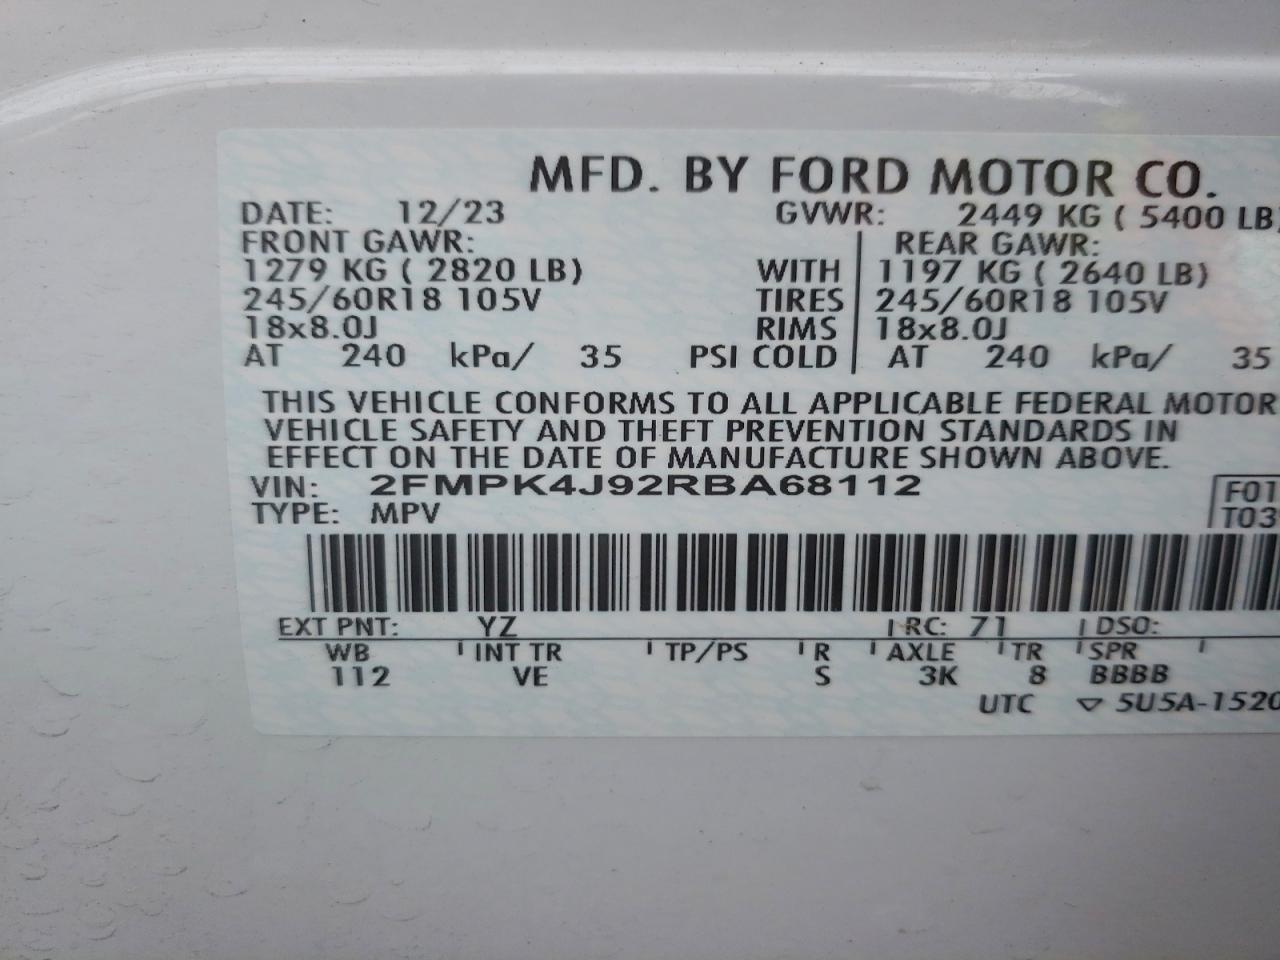 MFD. BY FORD MOTOR CO.
DATE: 12/23 GVWR: 2449 KG ( 5400 LB)
FRONT GAWR: REAR GAWR:
1279 KG ( 2820 LB) WITH 1197 KG ( 2640 LB)
245/60R18 105V TIRES 245/60R18 105V
18x8.0J RIMS 18x8.0J
AT 240 kPa/ 35 PSI COLD AT 240 kPa/ 35
THIS VEHICLE CONFORMS TO ALL APPLICABLE FEDERAL MOTOR
VEHICLE SAFETY AND THEFT PREVENTION STANDARDS IN
EFFECT ON THE DATE OF MANUFACTURE SHOWN ABOVE.
VIN: 2FMPK4J92RBA68112 F01
TYPE: MPV T03
EXT PNT: YZ RC: 71 DSO:
WB INT TR TP/PS R AXLE TR SPR
112 VE S 3K 8 BBBB
UTC ▽ 5U5A-1520